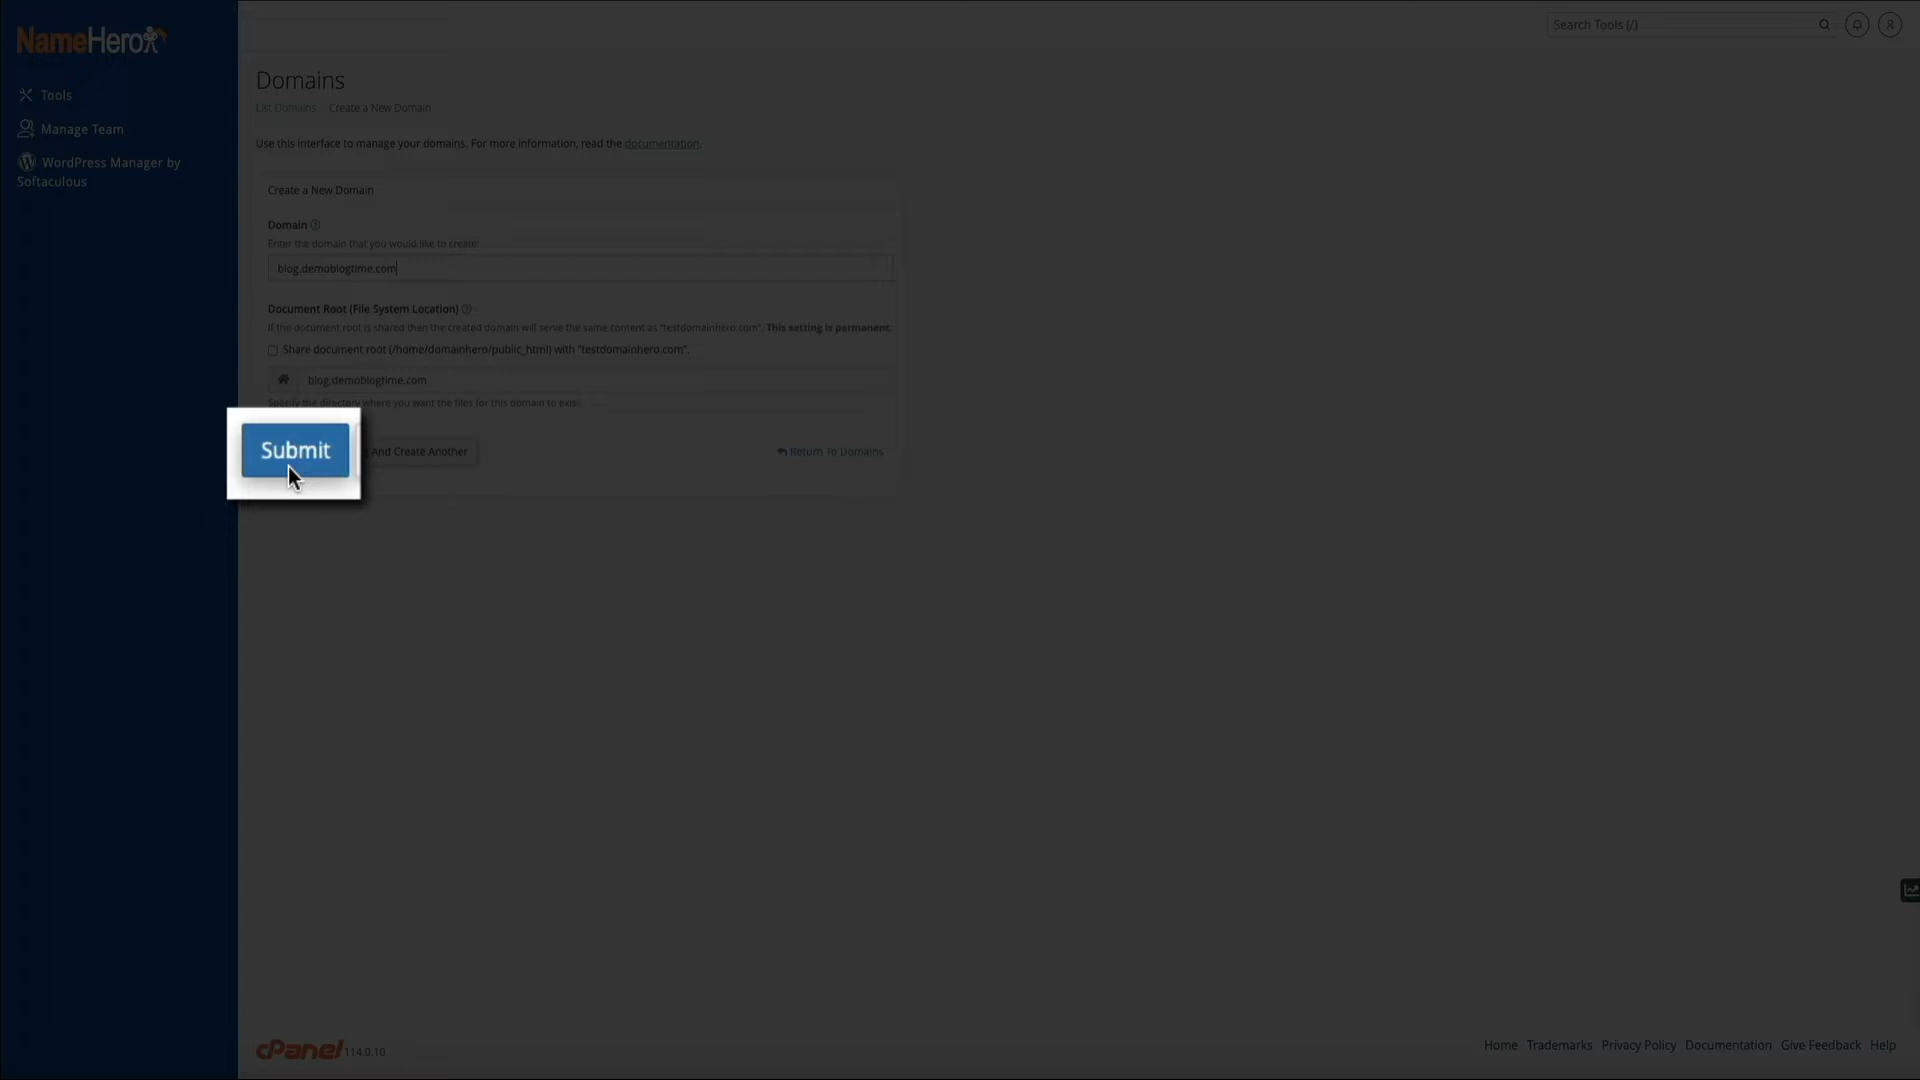 NameHero
Search Tools (/)
Tools
Manage Team
WordPress Manager by
Softaculous
Domains
List Domains
Create a New Domain
Use this interface to manage your domains. For more information, read the documentation.
Create a New Domain
Domain
Enter the domain that you would like to create:
blog.demoblogtime.com
Document Root (File System Location)
If the document root is shared then the created domain will serve the same content as "testdomainhero.com". This setting is permanent.
Share document root (/home/domainhero/public_html) with "testdomainhero.com".
blog.demoblogtime.com
Specify the directory where you want the files for this domain to exist.
Submit
And Create Another
Return To Domains
cPanel 114.0.10
Home Trademarks Privacy Policy Documentation Give Feedback Help